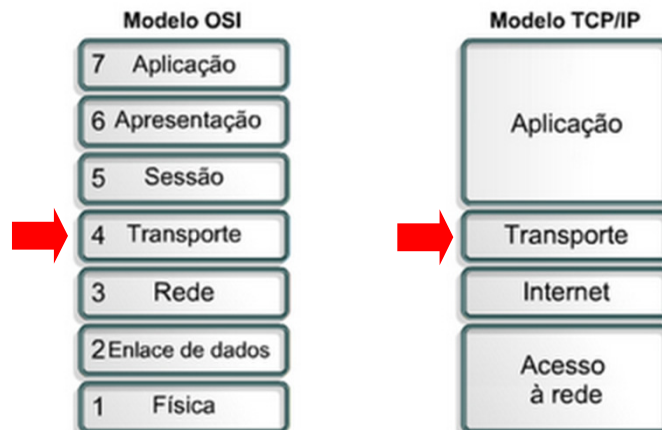 Modelo OSI
7 Aplicação
6 Apresentação
5 Sessão
4 Transporte
3 Rede
2 Enlace de dados
1 Física
Modelo TCP/IP
Aplicação
Transporte
Internet
Acesso
à rede